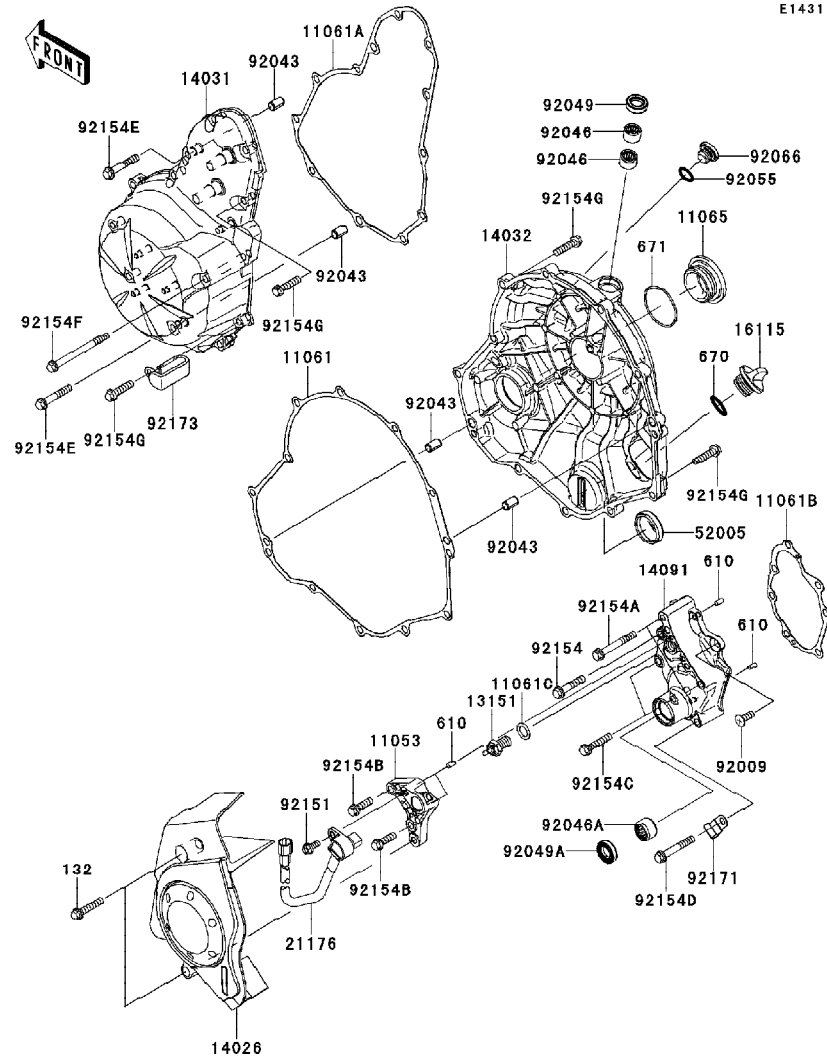 E1431
FRONT
11061A
92043
14031
92154E
92049
92046
92046
92066
92055
92154G
11065
14032
671
92043
92154G
92154F
11061
16115
670
92043
92154E
92154G
92173
92154G
11061B
92043
52005
610
14091
92154A
610
92154
11061C
13151
610
11053
92154B
92154C
92009
92151
92046A
92049A
132
92154B
92154D
92171
21176
14026